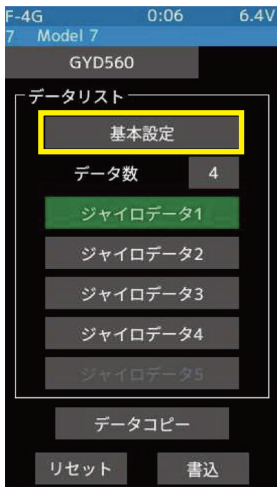 F-4G 0:06 6.4V
7 Model 7
GYD560
データリスト
基本設定
データ数 4
ジャイロデータ1
ジャイロデータ2
ジャイロデータ3
ジャイロデータ4
ジャイロデータ5
データコピー
リセット 書込